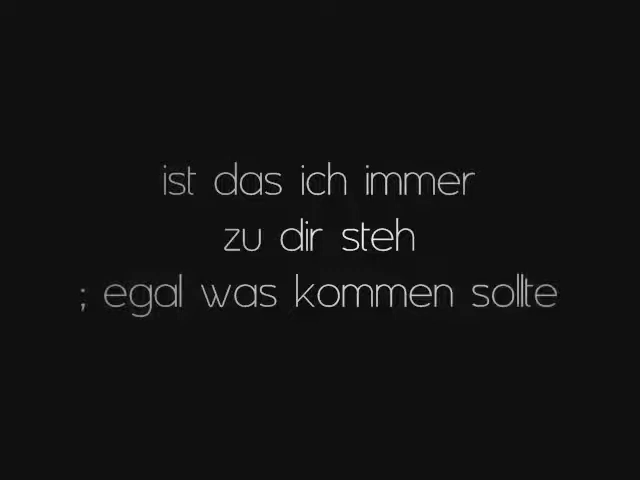 ist das ich immer
zu dir steh
; egal was kommen sollte